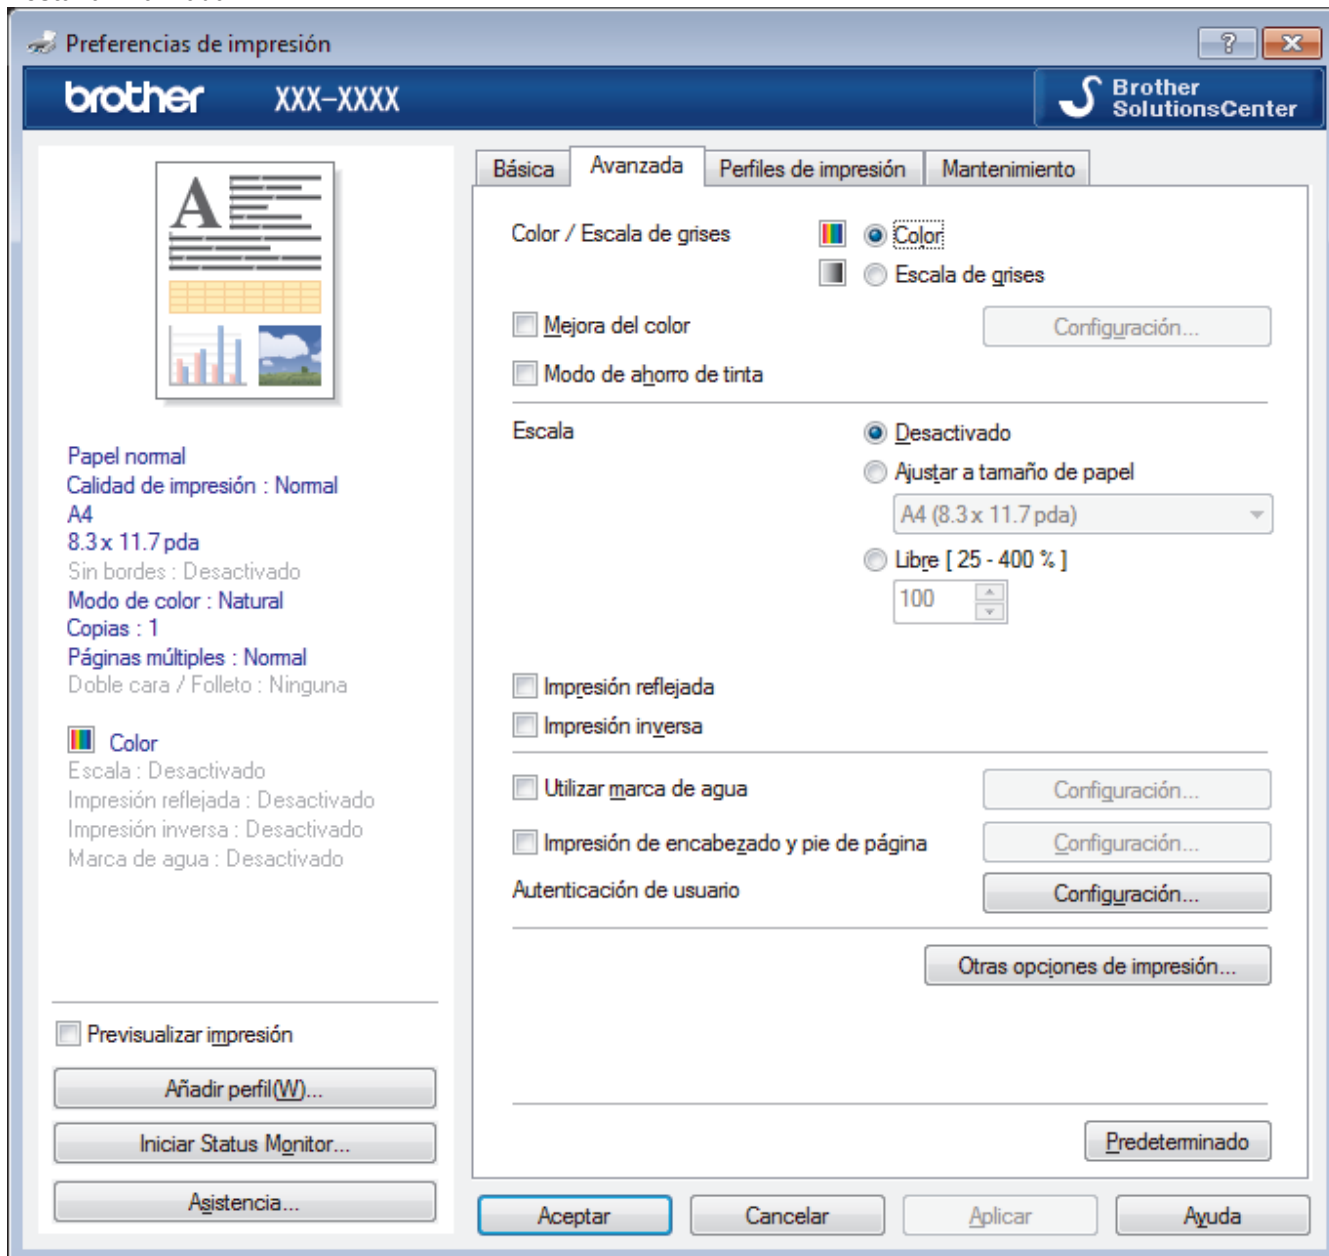 Preferencias de impresión
brother XXX-XXXX
Brother
SolutionsCenter
A
Papel normal
Calidad de impresión : Normal
A4
8.3 x 11.7 pda
Sin bordes : Desactivado
Modo de color : Natural
Copias : 1
Páginas múltiples : Normal
Doble cara / Folleto : Ninguna
Color
Escala : Desactivado
Impresión reflejada : Desactivado
Impresión inversa : Desactivado
Marca de agua : Desactivado
Previsualizar impresión
Añadir perfil(W)...
Iniciar Status Monitor...
Asistencia...
Básica Avanzada Perfiles de impresión Mantenimiento
Color / Escala de grises Color
Escala de grises
Mejora del color Configuración...
Modo de ahorro de tinta
Escala Desactivado
Ajustar a tamaño de papel
A4 (8.3 x 11.7 pda)
Libre [ 25 - 400 % ]
100
Impresión reflejada
Impresión inversa
Utilizar marca de agua Configuración...
Impresión de encabezado y pie de página Configuración...
Autenticación de usuario Configuración...
Otras opciones de impresión...
Predeterminado
Aceptar Cancelar Aplicar Ayuda